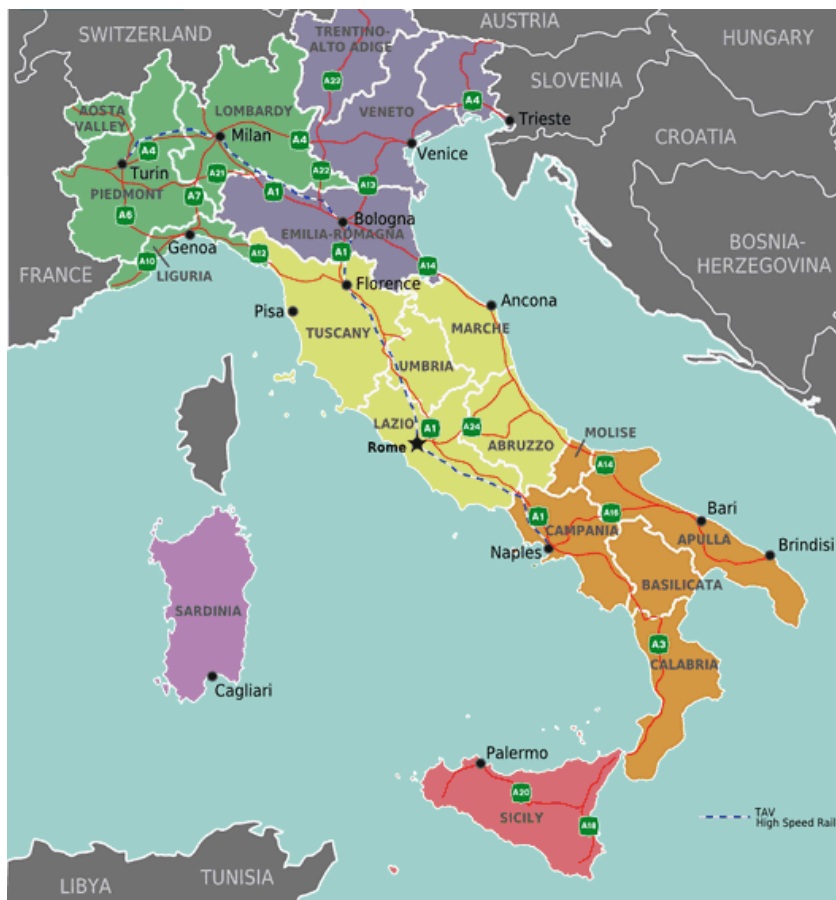 AUSTRIA
SWITZERLAND
TRENTINO-
ALTO ADIGE
HUNGARY
A22
SLOVENIA
AOSTA
VALLEY
LOMBARDY
VENETO
A4
Trieste
Milan
A4
CROATIA
A4
Venice
Turin
A21
A22
PIEDMONT
A1
A13
A7
A6
Bologna
EMILIA-ROMAGNA
Genoa
BOSNIA-
HERZEGOVINA
A10
A12
A1
A14
FRANCE
LIGURIA
Florence
Ancona
Pisa
TUSCANY
MARCHE
UMBRIA
LAZIO
A1
A24
MOLISE
Rome
ABRUZZO
A14
Bari
A1
A16
CAMPANIA
APULLA
Naples
Brindisi
BASILICATA
SARDINIA
A3
CALABRIA
Cagliari
Palermo
A20
SICILY
A18
TAV
High Speed Rail
TUNISIA
LIBYA